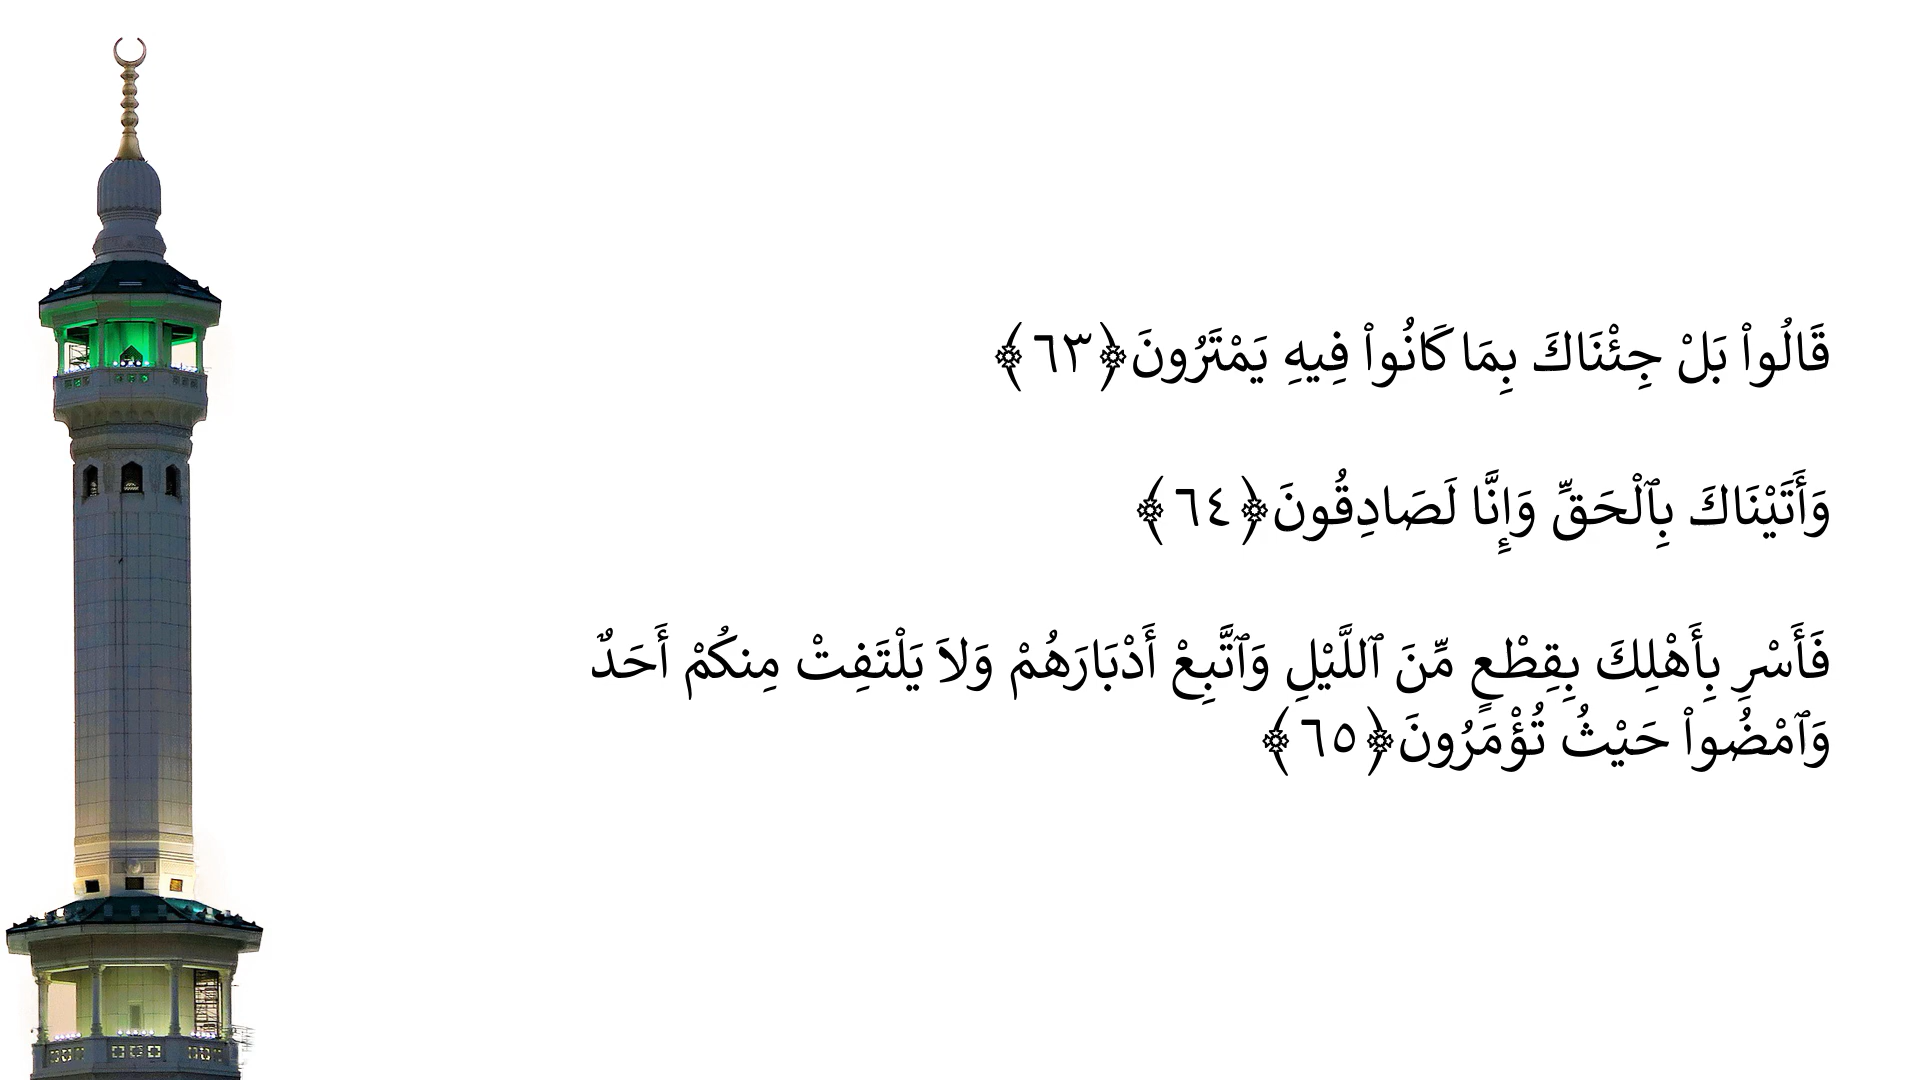 قَالُواْ بَلْ جِئْنَاكَ بِمَا كَانُواْ فِيهِ يَمْتَرُونَ﴿٦٣﴾
وَأَتَيْنَاكَ بِٱلْحَقِّ وَإِنَّا لَصَادِقُونَ﴿٦٤﴾
فَأَسْرِ بِأَهْلِكَ بِقِطْعٍ مِّنَ ٱللَّيْلِ وَٱتَّبِعْ أَدْبَارَهُمْ وَلاَ يَلْتَفِتْ مِنكُمْ أَحَدٌ
وَٱمْضُواْ حَيْثُ تُؤْمَرُونَ﴿٦٥﴾